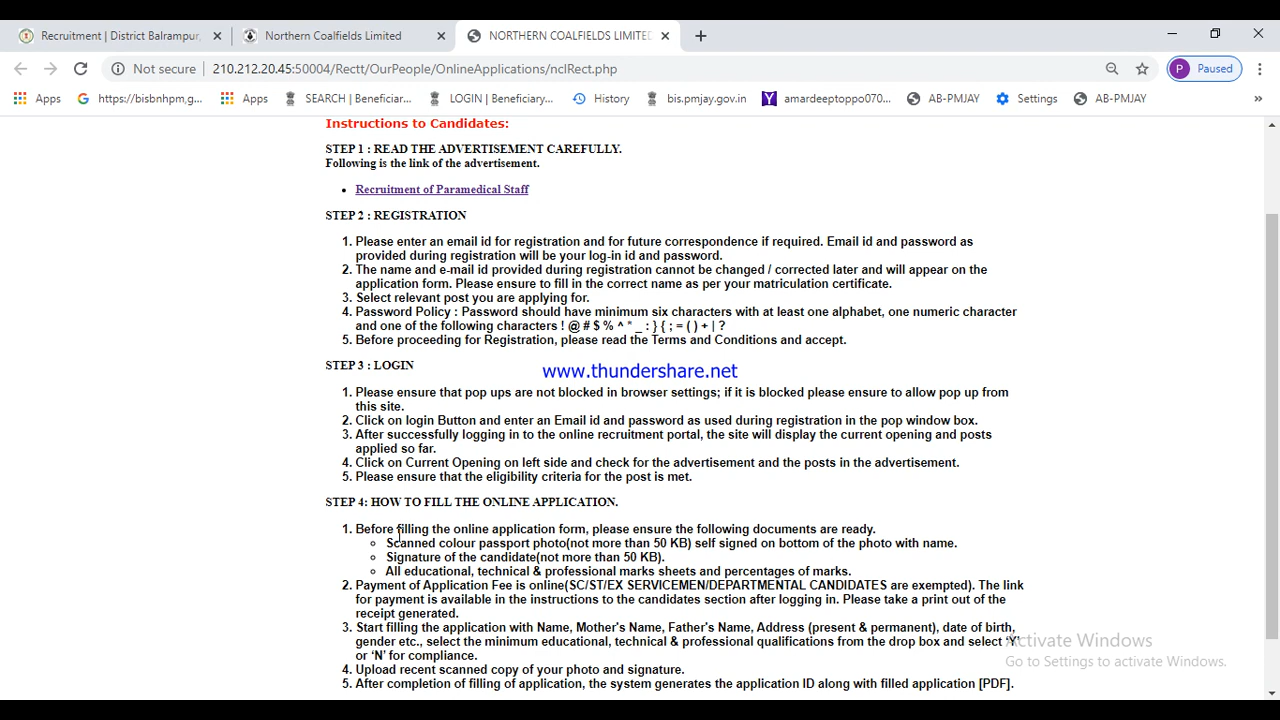 Recruitment | District Balrampur,
Northern Coalfields Limited
NORTHERN COALFIELDS LIMITE
Not secure
210.212.20.45:50004/Rectt/OurPeople/OnlineApplications/nclRect.php
P Paused
Apps
https://bisbnhpm,g...
Apps
SEARCH | Beneficiar...
LOGIN | Beneficiary...
History
bis.pmjay.gov.in
amardeeptoppo070...
AB-PMJAY
Settings
AB-PMJAY
»
Instructions to Candidates:
STEP 1 : READ THE ADVERTISEMENT CAREFULLY.
Following is the link of the advertisement.
• Recruitment of Paramedical Staff
STEP 2 : REGISTRATION
1. Please enter an email id for registration and for future correspondence if required. Email id and password as
provided during registration will be your log-in id and password.
2. The name and e-mail id provided during registration cannot be changed / corrected later and will appear on the
application form. Please ensure to fill in the correct name as per your matriculation certificate.
3. Select relevant post you are applying for.
4. Password Policy : Password should have minimum six characters with at least one alphabet, one numeric character
and one of the following characters ! @ # $ % ^ * _ : } { ; = ( ) + | ?
5. Before proceeding for Registration, please read the Terms and Conditions and accept.
STEP 3 : LOGIN
www.thundershare.net
1. Please ensure that pop ups are not blocked in browser settings; if it is blocked please ensure to allow pop up from
this site.
2. Click on login Button and enter an Email id and password as used during registration in the pop window box.
3. After successfully logging in to the online recruitment portal, the site will display the current opening and posts
applied so far.
4. Click on Current Opening on left side and check for the advertisement and the posts in the advertisement.
5. Please ensure that the eligibility criteria for the post is met.
STEP 4: HOW TO FILL THE ONLINE APPLICATION.
1. Before filling the online application form, please ensure the following documents are ready.
Scanned colour passport photo(not more than 50 KB) self signed on bottom of the photo with name.
Signature of the candidate(not more than 50 KB).
All educational, technical & professional marks sheets and percentages of marks.
2. Payment of Application Fee is online(SC/ST/EX SERVICEMEN/DEPARTMENTAL CANDIDATES are exempted). The link
for payment is available in the instructions to the candidates section after logging in. Please take a print out of the
receipt generated.
3. Start filling the application with Name, Mother's Name, Father's Name, Address (present & permanent), date of birth,
gender etc., select the minimum educational, technical & professional qualifications from the drop box and select 'Y'
or 'N' for compliance.
Activate Windows
Go to Settings to activate Windows.
4. Upload recent scanned copy of your photo and signature.
5. After completion of filling of application, the system generates the application ID along with filled application [PDF].